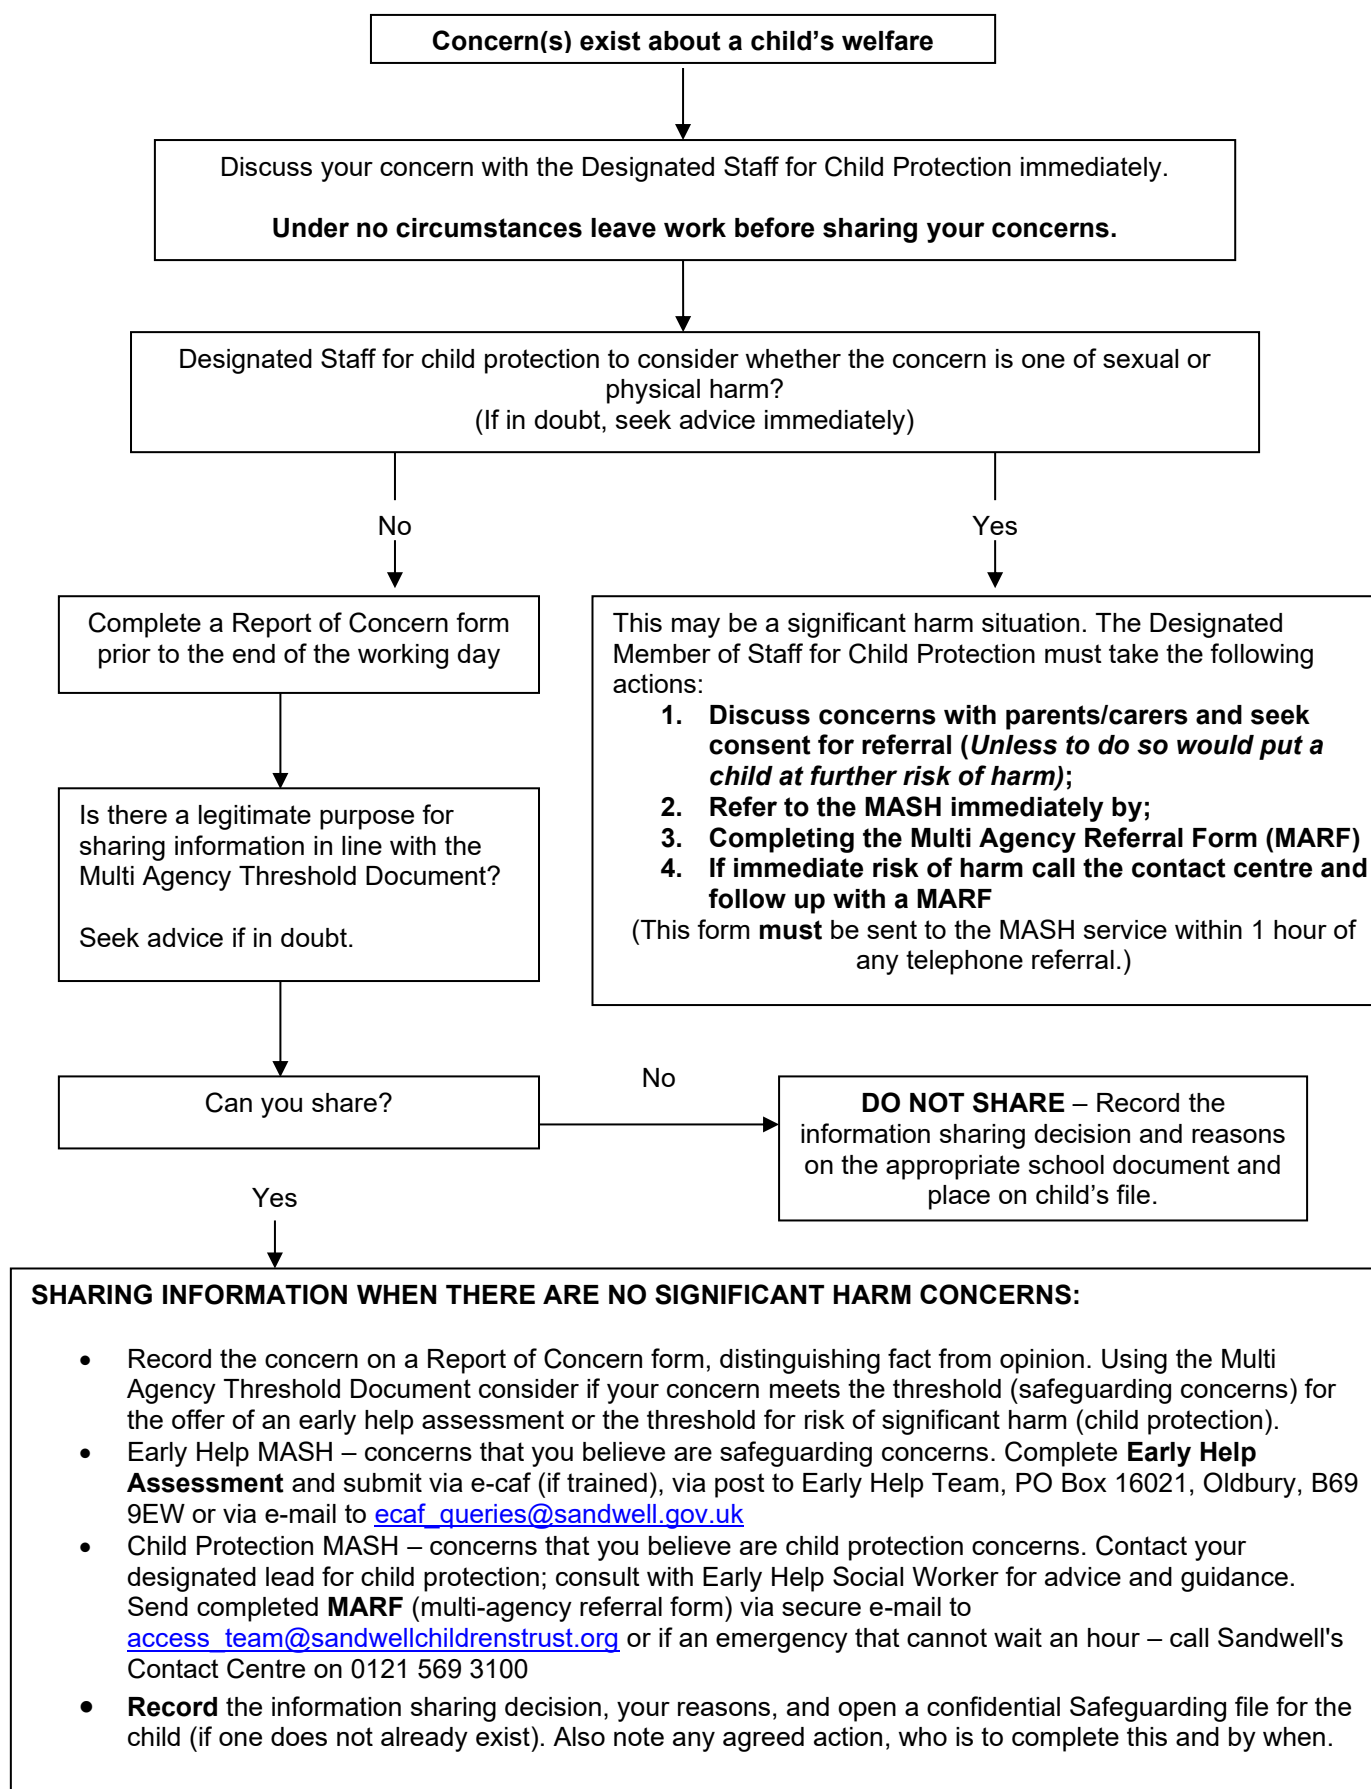 Concern(s) exist about a child’s welfare
Discuss your concern with the Designated Staff for Child Protection immediately.
Under no circumstances leave work before sharing your concerns.
Designated Staff for child protection to consider whether the concern is one of sexual or
physical harm?
(If in doubt, seek advice immediately)
No
Yes
Complete a Report of Concern form
prior to the end of the working day
This may be a significant harm situation. The Designated
Member of Staff for Child Protection must take the following
actions:
1. Discuss concerns with parents/carers and seek
consent for referral (Unless to do so would put a
child at further risk of harm);
2. Refer to the MASH immediately by;
3. Completing the Multi Agency Referral Form (MARF)
4. If immediate risk of harm call the contact centre and
follow up with a MARF
(This form must be sent to the MASH service within 1 hour of
any telephone referral.)
Is there a legitimate purpose for
sharing information in line with the
Multi Agency Threshold Document?
Seek advice if in doubt.
Can you share?
No
DO NOT SHARE – Record the
information sharing decision and reasons
on the appropriate school document and
place on child’s file.
Yes
SHARING INFORMATION WHEN THERE ARE NO SIGNIFICANT HARM CONCERNS:
• Record the concern on a Report of Concern form, distinguishing fact from opinion. Using the Multi
Agency Threshold Document consider if your concern meets the threshold (safeguarding concerns) for
the offer of an early help assessment or the threshold for risk of significant harm (child protection).
• Early Help MASH – concerns that you believe are safeguarding concerns. Complete Early Help
Assessment and submit via e-caf (if trained), via post to Early Help Team, PO Box 16021, Oldbury, B69
9EW or via e-mail to ecaf_queries@sandwell.gov.uk
• Child Protection MASH – concerns that you believe are child protection concerns. Contact your
designated lead for child protection; consult with Early Help Social Worker for advice and guidance.
Send completed MARF (multi-agency referral form) via secure e-mail to
access_team@sandwellchildrenstrust.org or if an emergency that cannot wait an hour – call Sandwell's
Contact Centre on 0121 569 3100
• Record the information sharing decision, your reasons, and open a confidential Safeguarding file for the
child (if one does not already exist). Also note any agreed action, who is to complete this and by when.